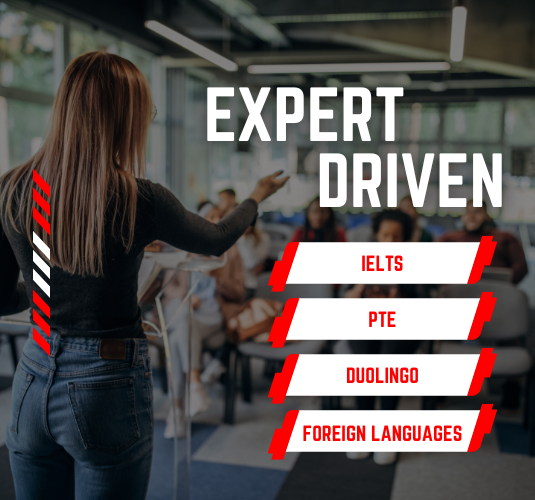 EXPERT
DRIVEN
IELTS
PTE
DUOLINGO
FOREIGN LANGUAGES